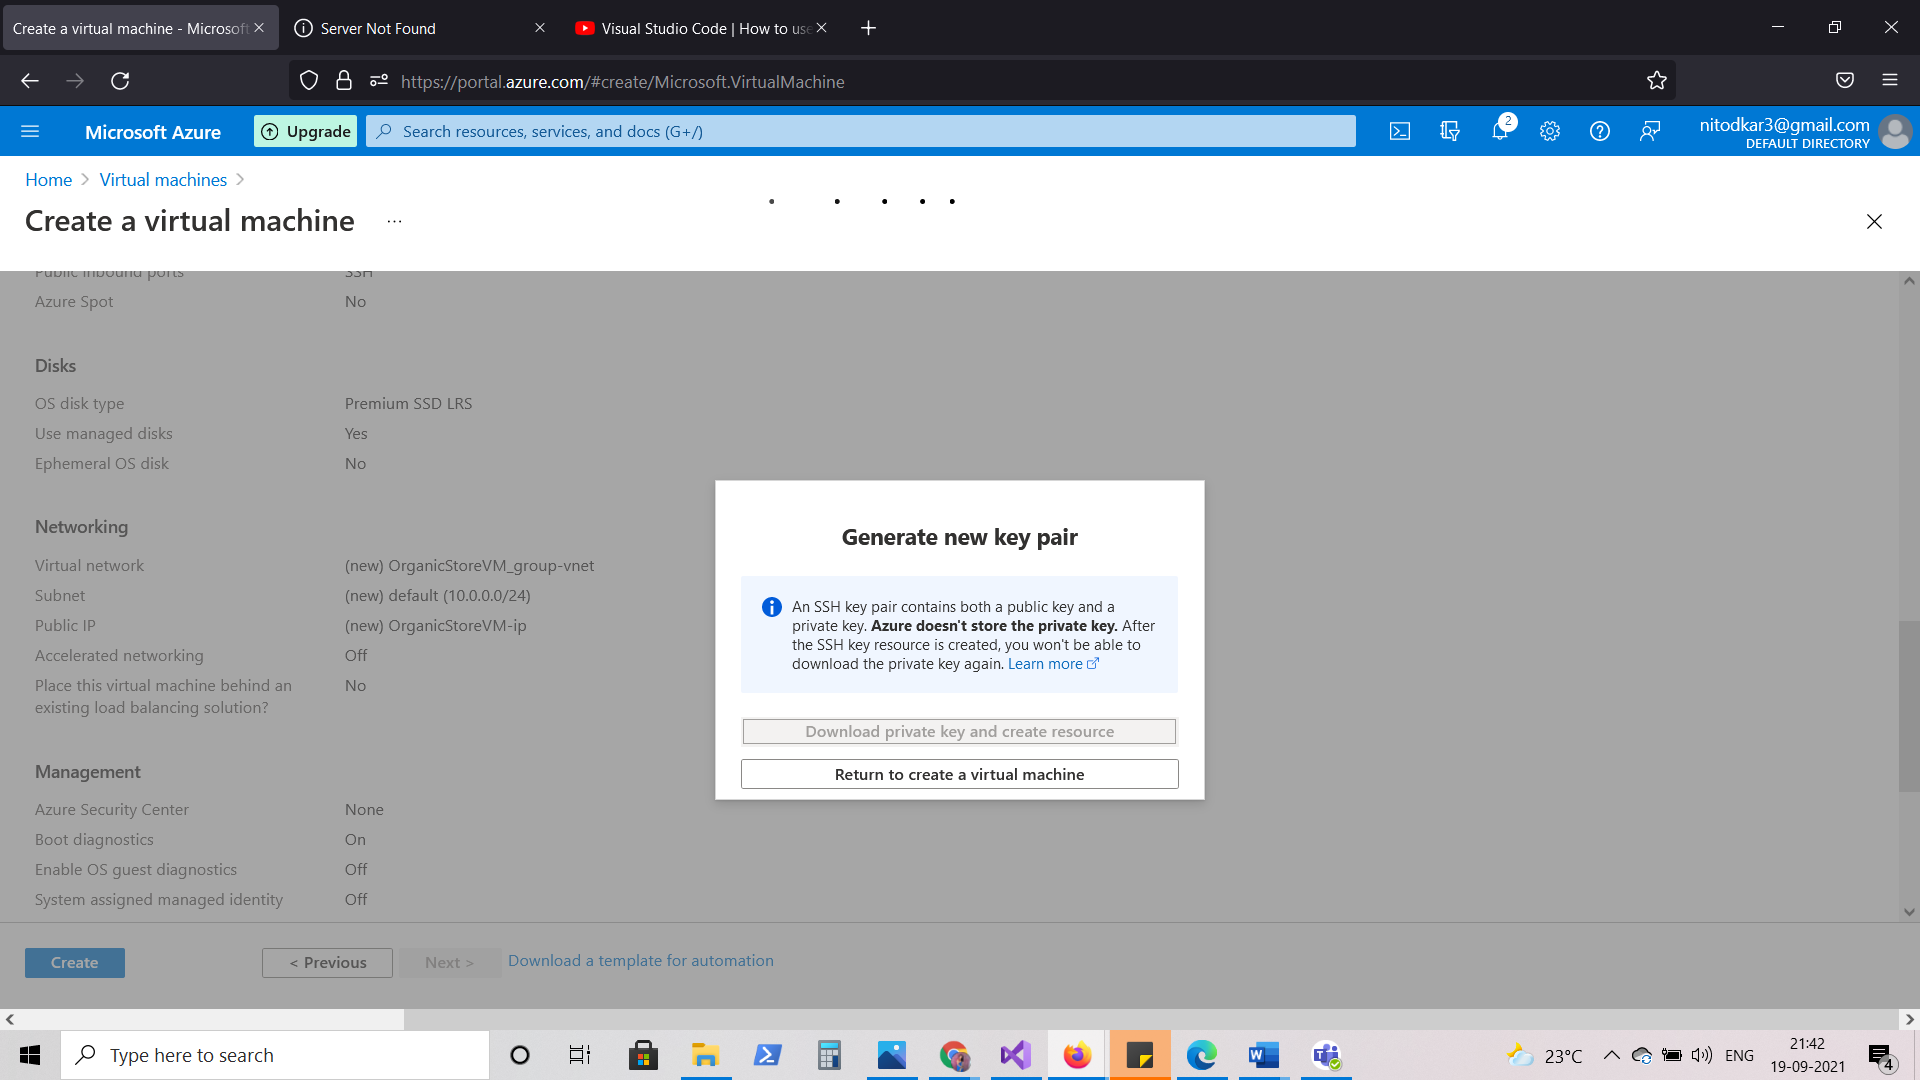 Create a virtual machine - Microsoft
Server Not Found
Visual Studio Code | How to use
https://portal.azure.com/#create/Microsoft.VirtualMachine
Microsoft Azure
Upgrade
Search resources, services, and docs (G+/)
2
nitodkar3@gmail.com
DEFAULT DIRECTORY
Home
Virtual machines
Create a virtual machine
...
Public inbound ports SSH
Azure Spot No
Disks
OS disk type Premium SSD LRS
Use managed disks Yes
Ephemeral OS disk No
Networking
Virtual network (new) OrganicStoreVM_group-vnet
Subnet (new) default (10.0.0.0/24)
Public IP (new) OrganicStoreVM-ip
Accelerated networking Off
Place this virtual machine behind an No
existing load balancing solution?
Management
Azure Security Center None
Boot diagnostics On
Enable OS guest diagnostics Off
System assigned managed identity Off
Generate new key pair
An SSH key pair contains both a public key and a
private key. Azure doesn't store the private key. After
the SSH key resource is created, you won't be able to
download the private key again. Learn more
Download private key and create resource
Return to create a virtual machine
Create
< Previous
Next >
Download a template for automation
Type here to search
23°C
ENG
21:42
19-09-2021
4